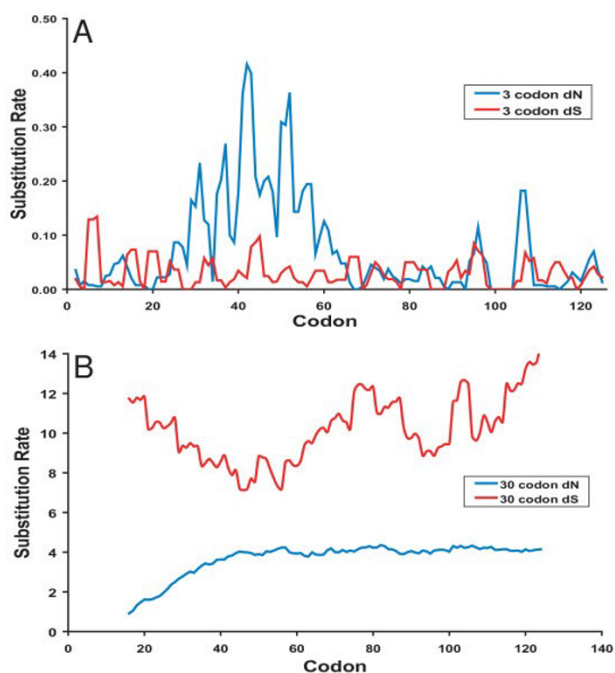 A
0.50
0.40
0.30
0.20
0.10
0.00
Substitution Rate
3 codon dN
3 codon dS
0 20 40 60 80 100 120
Codon
B
14
12
10
8
6
4
2
0
Substitution Rate
30 codon dN
30 codon dS
0 20 40 60 80 100 120 140
Codon